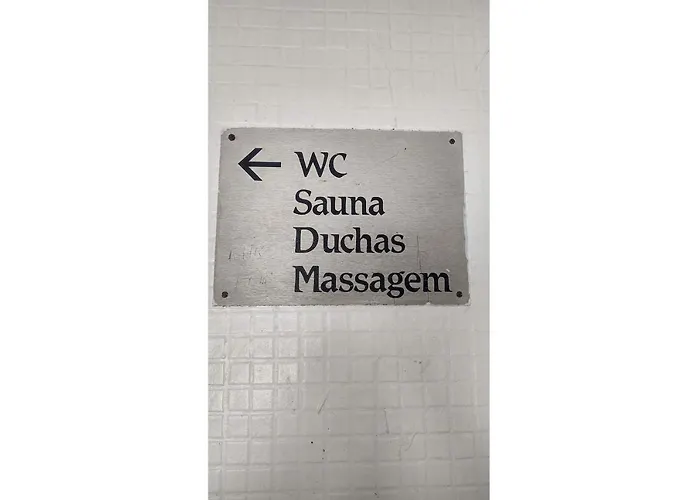 ← WC
Sauna
Duchas
Massagem